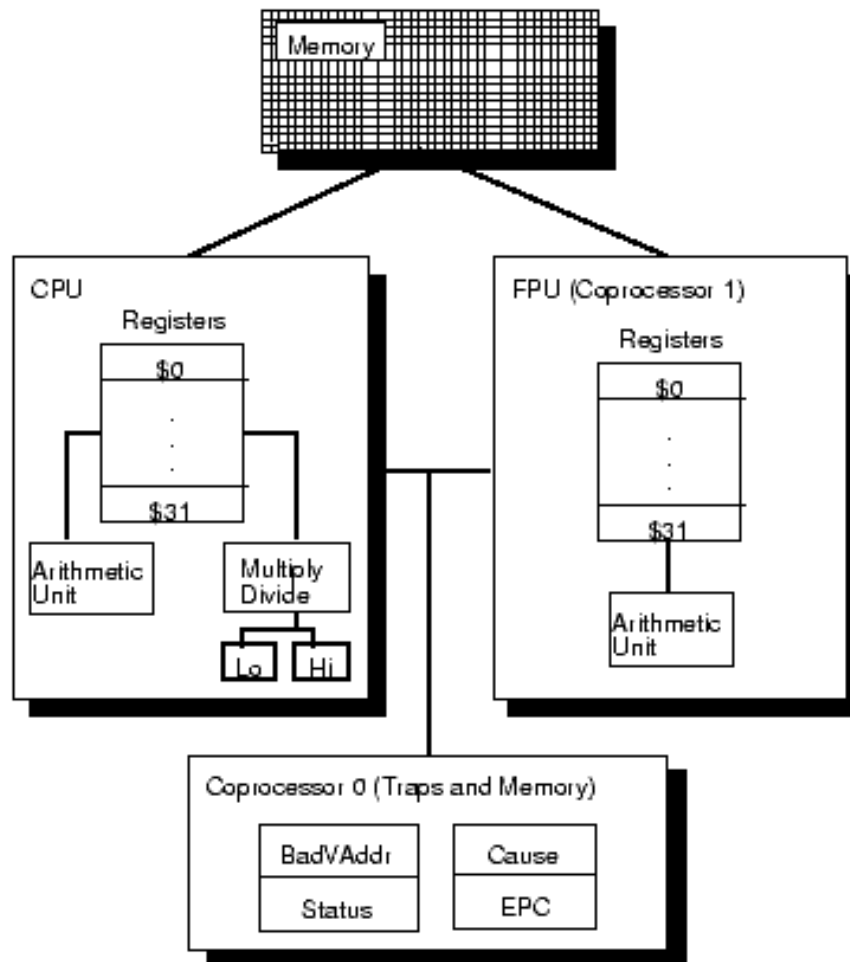 Memory
CPU
Registers
$0
.
.
.
$31
Arithmetic
Unit
Multiply
Divide
Lo
Hi
FPU (Coprocessor 1)
Registers
$0
.
.
.
$31
Arithmetic
Unit
Coprocessor 0 (Traps and Memory)
BadVAddr
Cause
Status
EPC